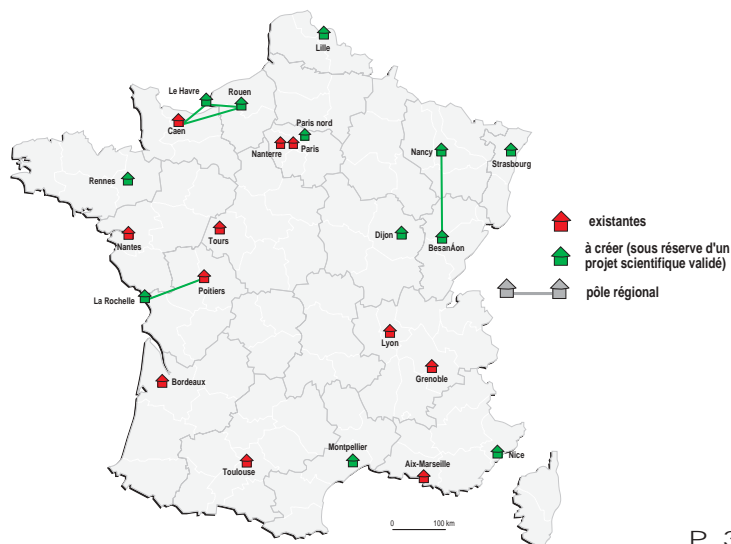 Lille
Le Havre
Rouen
Caen
Paris nord
Nanterre
Paris
Nancy
Strasbourg
Rennes
Nantes
Tours
Dijon
BesanÁon
existantes
à créer (sous réserve d'un
projet scientifique validé)
pôle régional
La Rochelle
Poitiers
Lyon
Grenoble
Bordeaux
Montpellier
Toulouse
Aix-Marseille
Nice
0 100 km
P 3